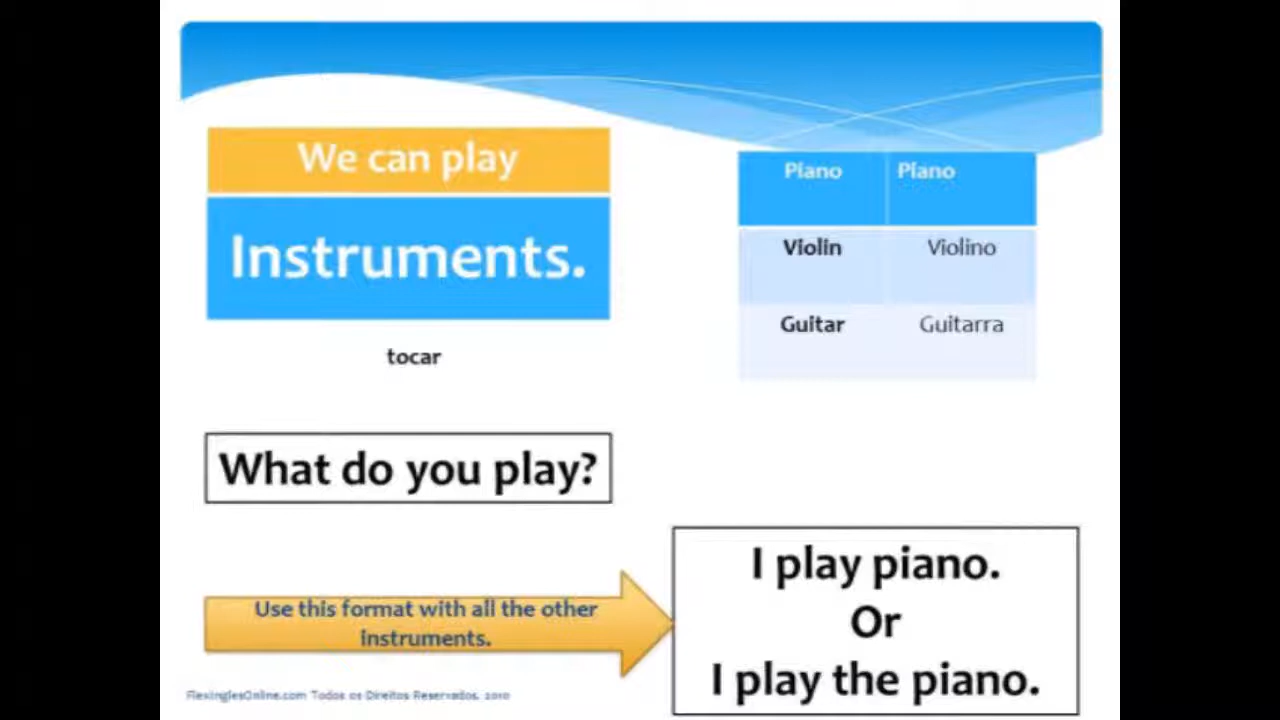 We can play
Instruments.
tocar
Piano Piano
Violin Violino
Guitar Guitarra
What do you play?
Use this format with all the other
instruments.
I play piano.
Or
I play the piano.
FlexInglesOnline.com Todos os Direitos Reservados. 2010